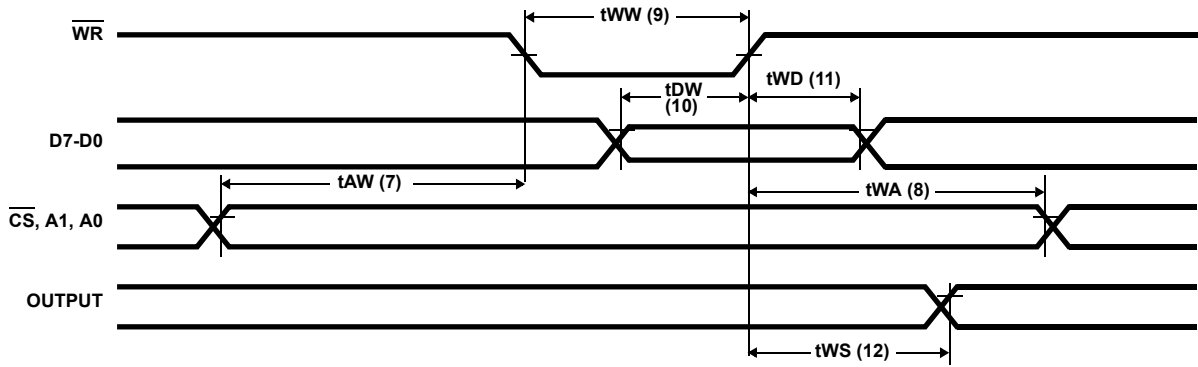 tWW (9)
WR
tDW
(10)
tWD (11)
D7-D0
tAW (7)
tWA (8)
CS, A1, A0
OUTPUT
tWS (12)